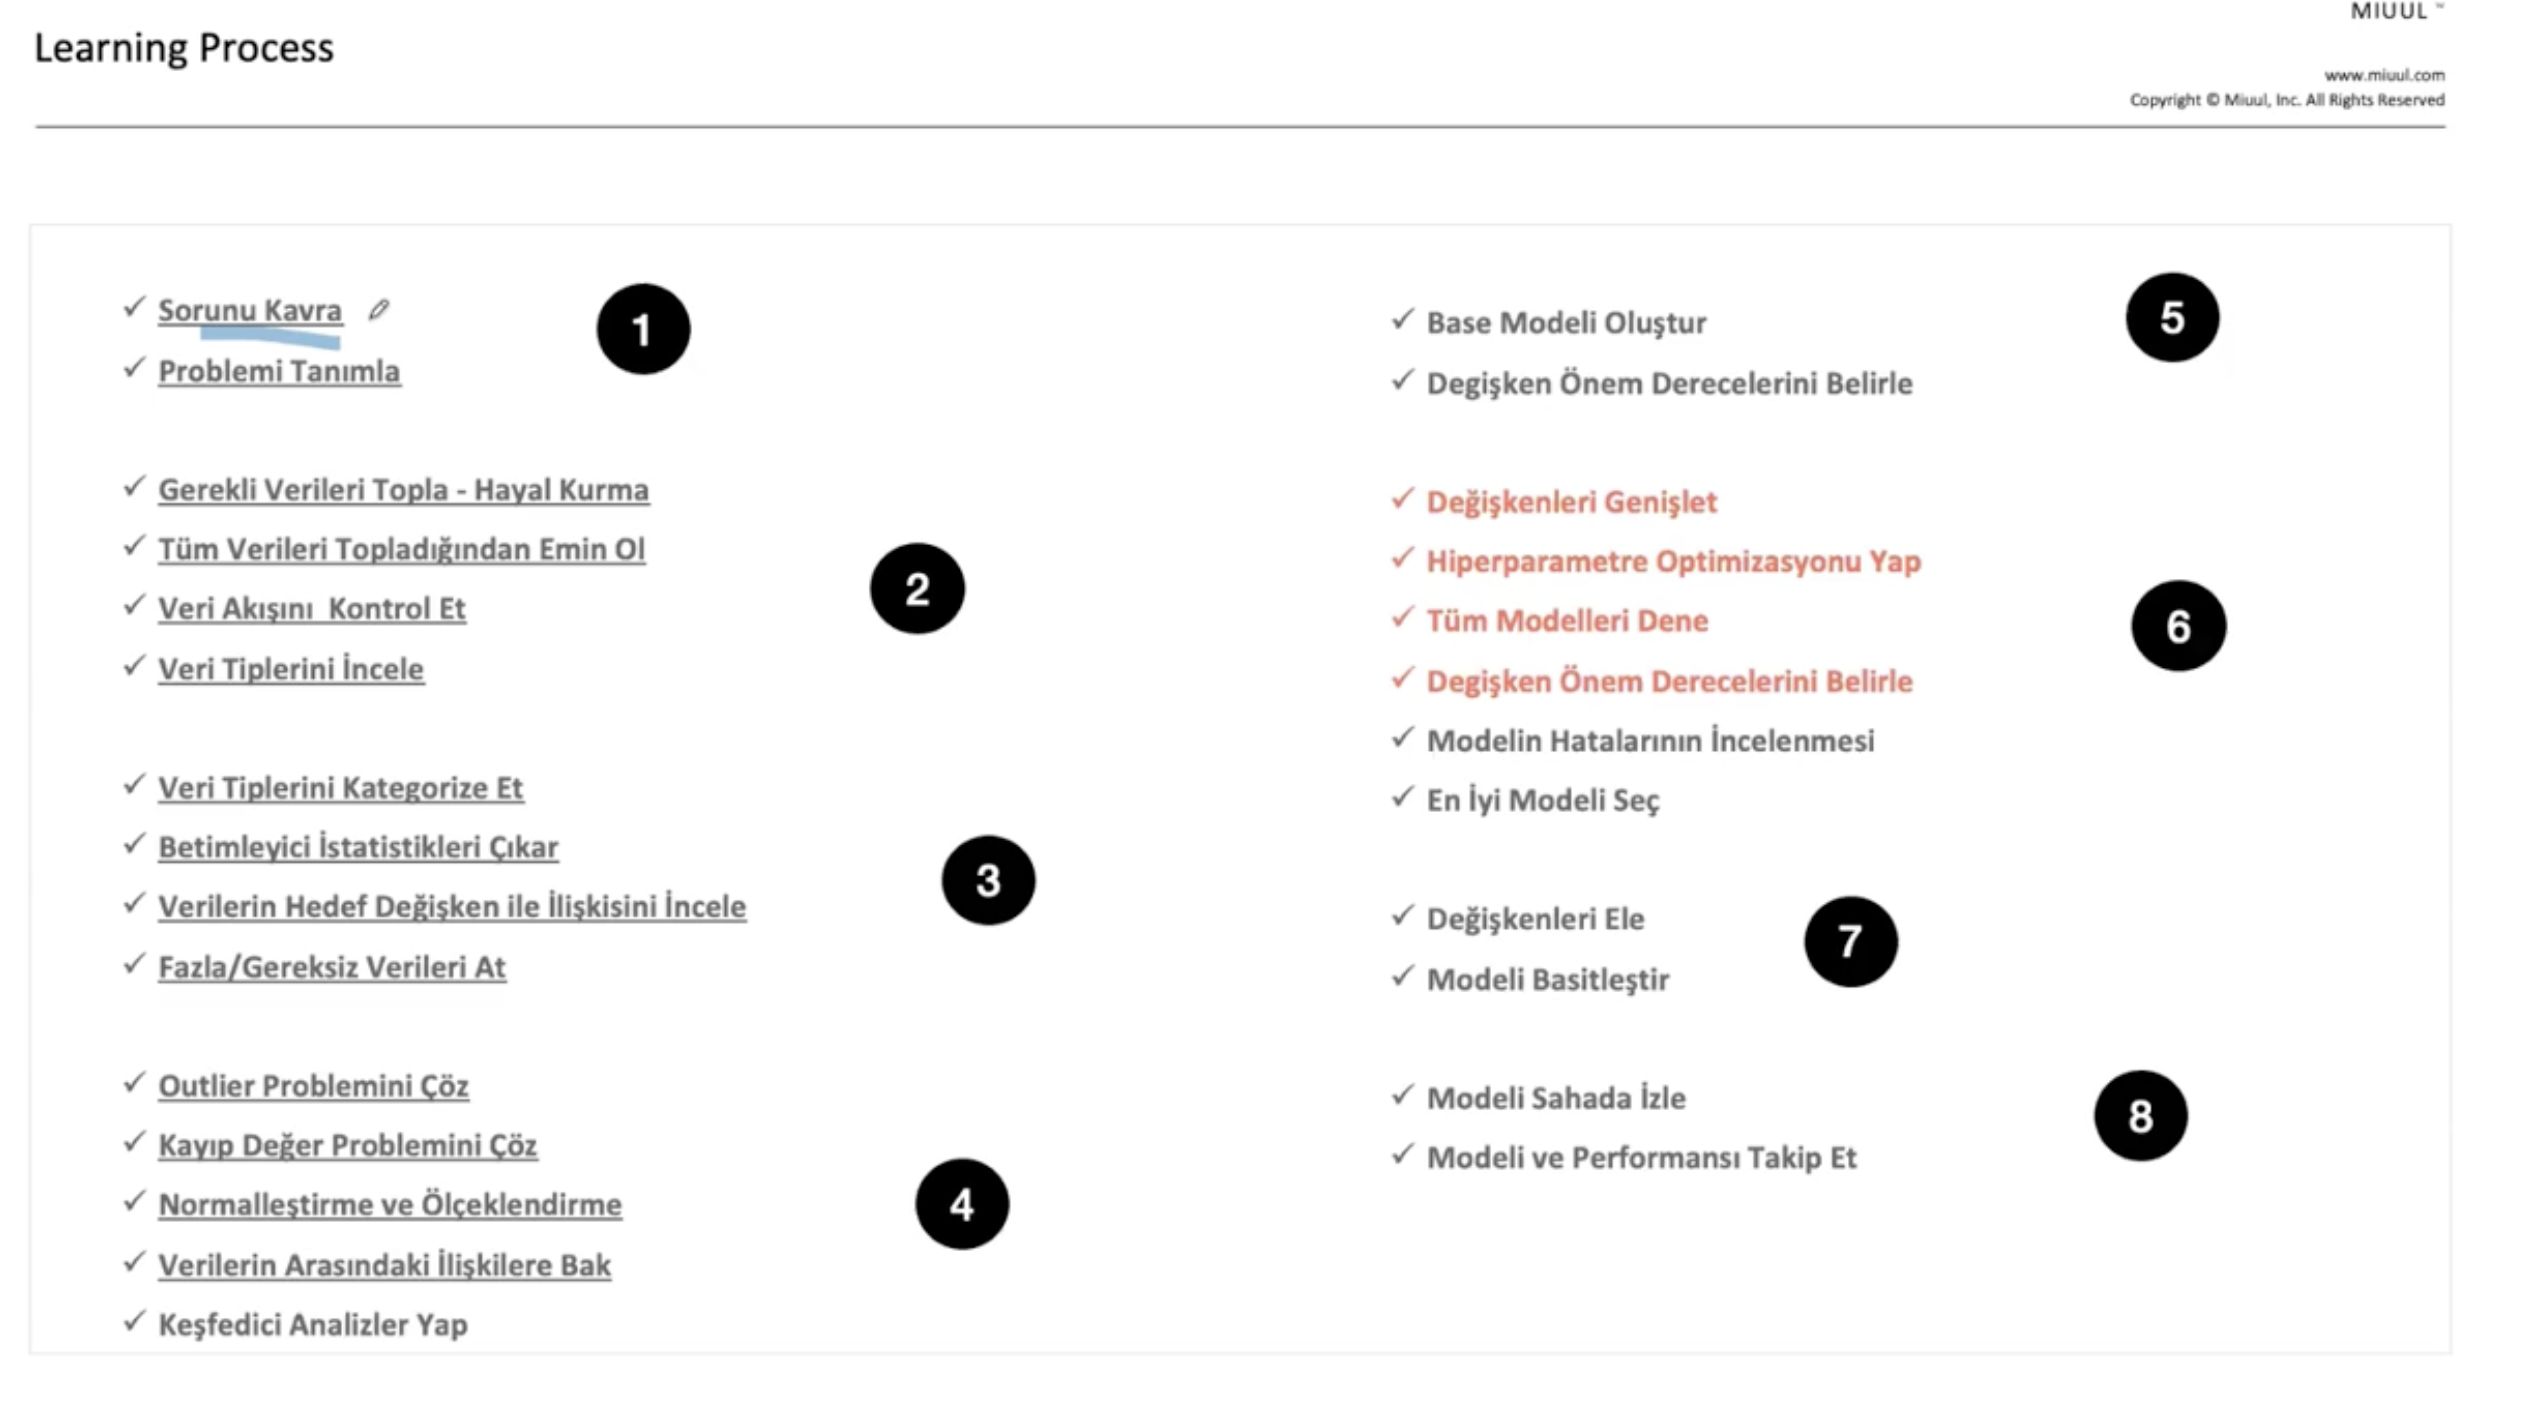 Learning Process
MIUUL ™
www.miuul.com
Copyright © Miuul, Inc. All Rights Reserved
✓ Sorunu Kavra
✓ Problemi Tanımla
1
✓ Gerekli Verileri Topla - Hayal Kurma
✓ Tüm Verileri Topladığından Emin Ol
✓ Veri Akışını  Kontrol Et
✓ Veri Tiplerini İncele
2
✓ Veri Tiplerini Kategorize Et
✓ Betimleyici İstatistikleri Çıkar
✓ Verilerin Hedef Değişken ile İlişkisini İncele
✓ Fazla/Gereksiz Verileri At
3
✓ Outlier Problemini Çöz
✓ Kayıp Değer Problemini Çöz
✓ Normalleştirme ve Ölçeklendirme
✓ Verilerin Arasındaki İlişkilere Bak
✓ Keşfedici Analizler Yap
4
✓ Base Modeli Oluştur
✓ Degişken Önem Derecelerini Belirle
5
✓ Değişkenleri Genişlet
✓ Hiperparametre Optimizasyonu Yap
✓ Tüm Modelleri Dene
✓ Degişken Önem Derecelerini Belirle
✓ Modelin Hatalarının İncelenmesi
✓ En İyi Modeli Seç
6
✓ Değişkenleri Ele
✓ Modeli Basitleştir
7
✓ Modeli Sahada İzle
✓ Modeli ve Performansı Takip Et
8